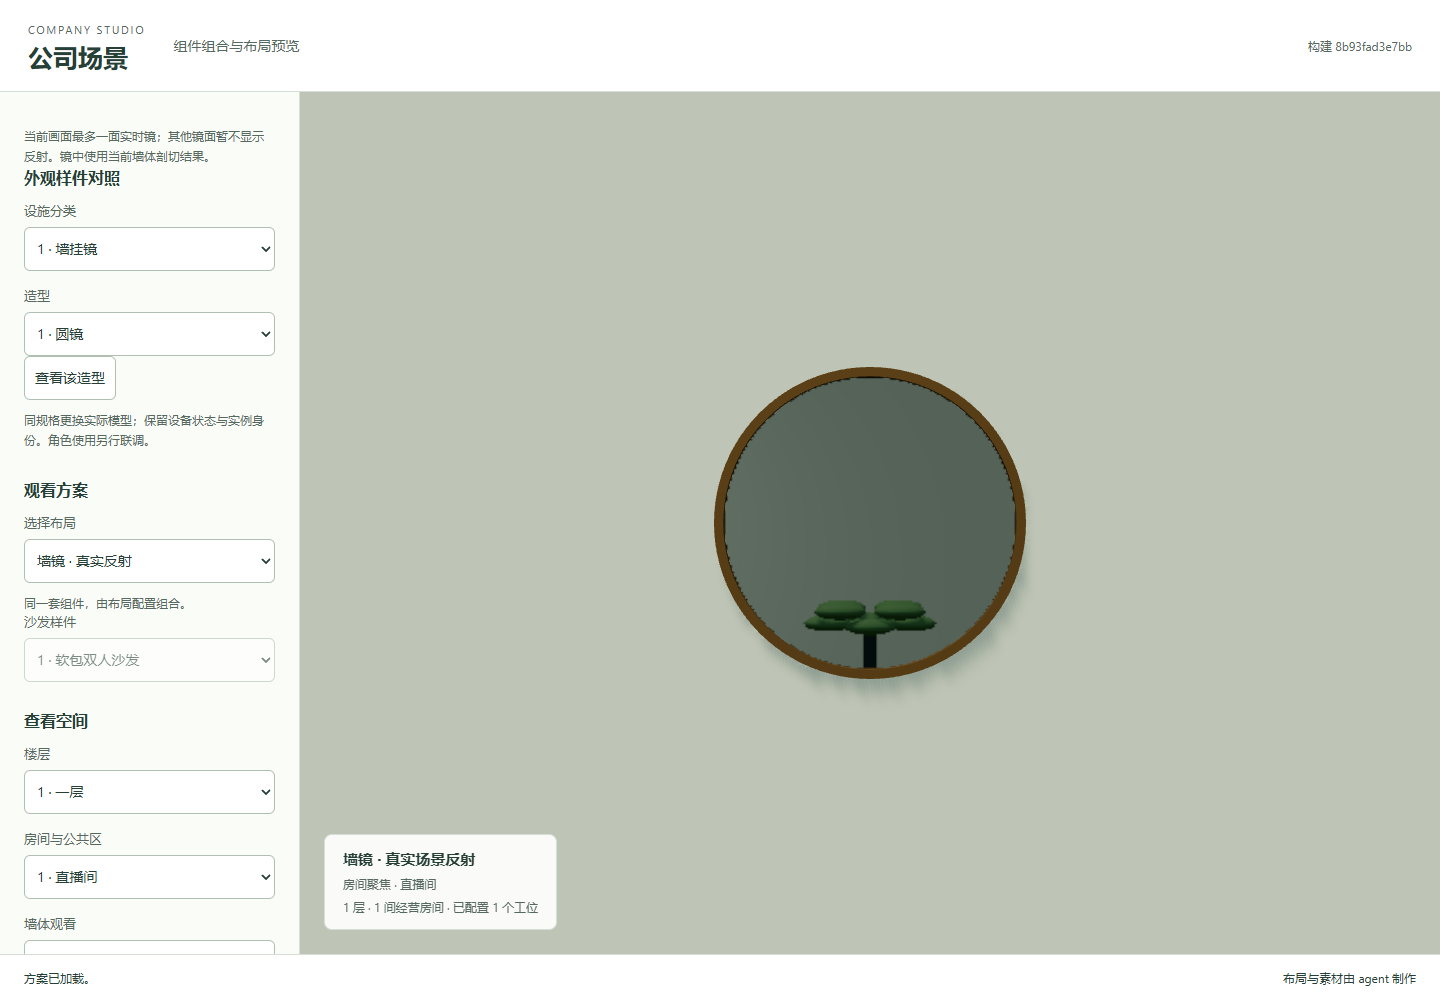 COMPANY STUDIO
公司场景
组件组合与布局预览
构建 8b93fad3e7bb
当前画面最多一面实时镜；其他镜面暂不显示
反射。镜中使用当前墙体剖切结果。
外观样件对照
设施分类
1 · 墙挂镜
造型
1 · 圆镜
查看该造型
同规格更换实际模型；保留设备状态与实例身
份。角色使用另行联调。
观看方案
选择布局
墙镜 · 真实反射
同一套组件，由布局配置组合。
沙发样件
1 · 软包双人沙发
查看空间
楼层
1 · 一层
房间与公共区
1 · 直播间
墙体观看
墙镜 · 真实场景反射
房间聚焦 · 直播间
1 层 · 1 间经营房间 · 已配置 1 个工位
方案已加载。
布局与素材由 agent 制作